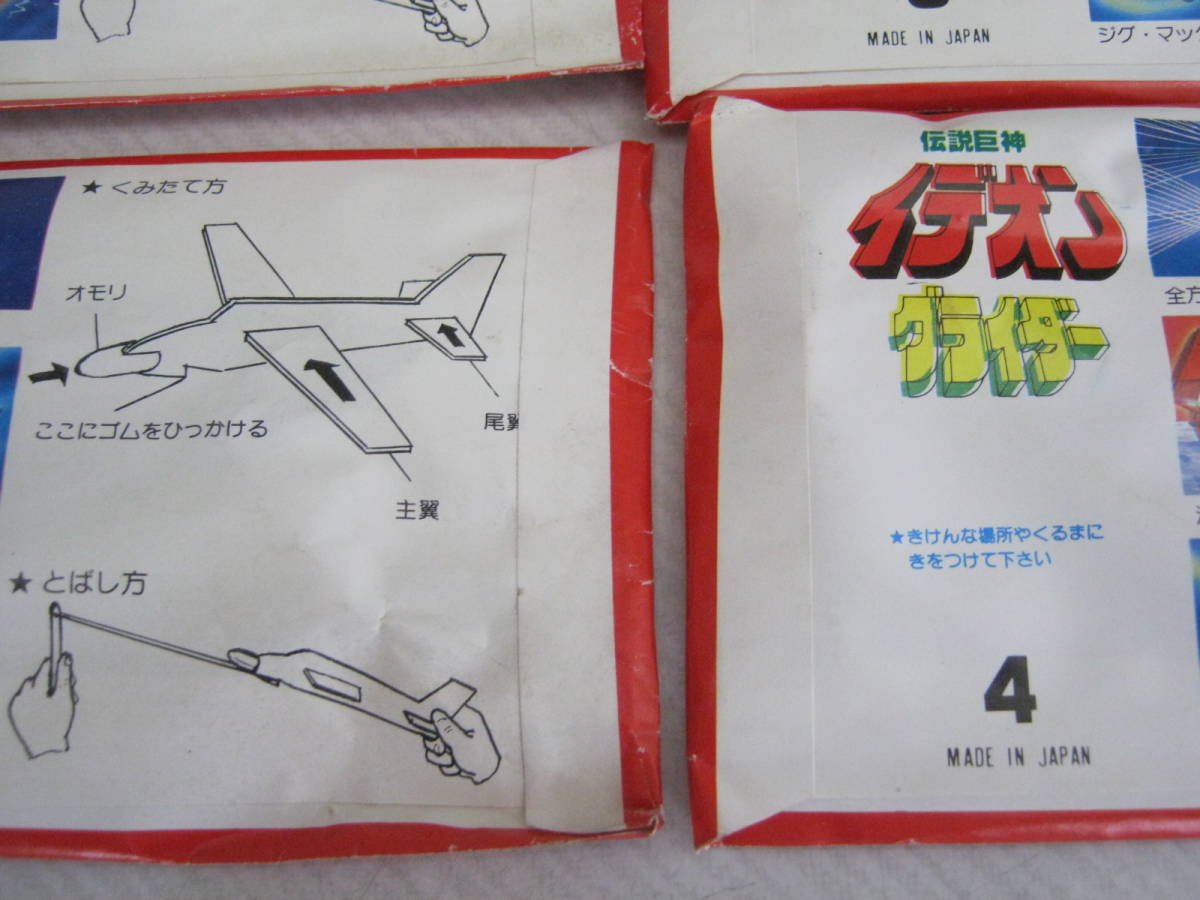 MADE IN JAPAN
ジグ・マッ
★くみたて方
オモリ
ここにゴムをひっかける
尾翼
主翼
★とばし方
伝説巨神
イデオン
グライダー
全方
★きけんな場所やくるまに
きをつけて下さい
4
MADE IN JAPAN